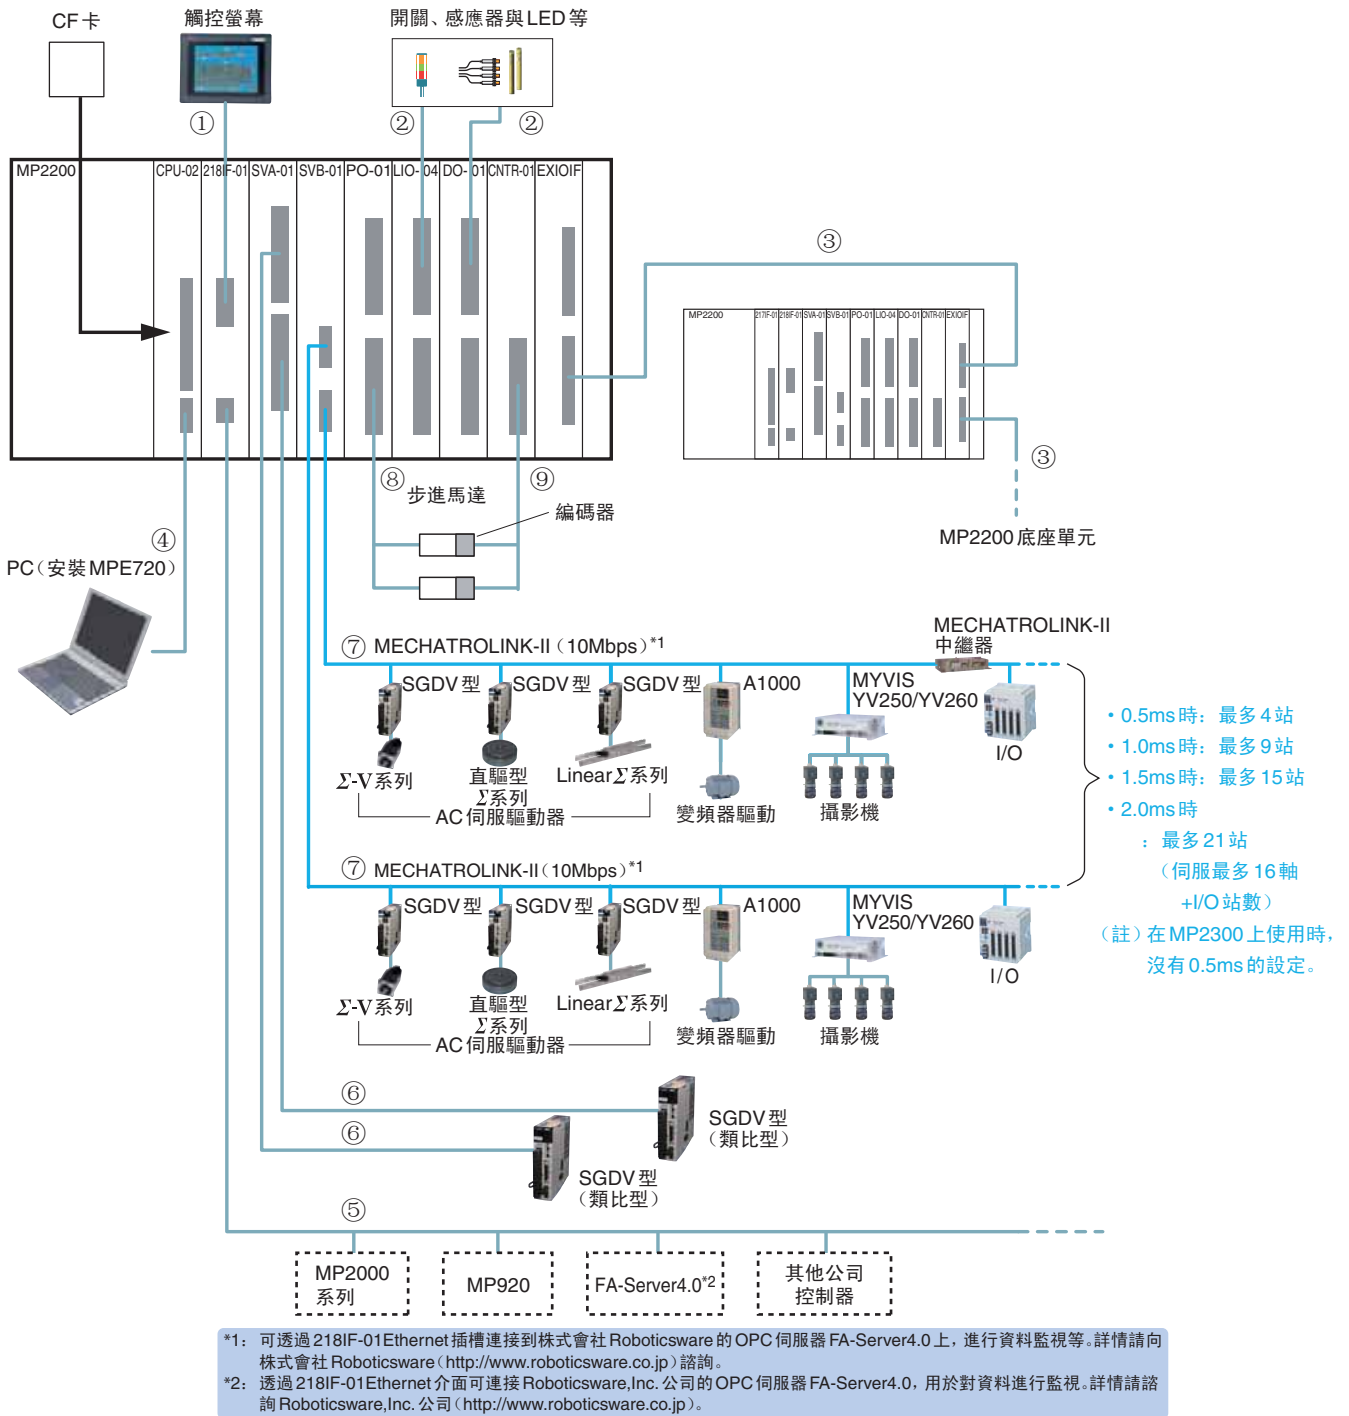 CF卡
觸控螢幕
開關、感應器與LED等
①
②
②
MP2200
CPU-02
218IF-01
SVA-01
SVB-01
PO-01
LIO-04
DO-01
CNTR-01
EXIOIF
③
MP2200
217IF-01
218IF-01
SVA-01
SVB-01
PO-01
LIO-04
DO-01
CNTR-01
EXIOIF
③
MP2200底座單元
⑧
步進馬達
⑨
編碼器
④
PC（安裝MPE720）
⑦ MECHATROLINK-II（10Mbps）*1
MECHATROLINK-II
中繼器
SGDV型
SGDV型
SGDV型
A1000
MYVIS
YV250/YV260
I/O
Σ-V系列
直驅型
Σ系列
LinearΣ系列
AC伺服驅動器
變頻器驅動
攝影機
・0.5ms時：最多4站
・1.0ms時：最多9站
・1.5ms時：最多15站
・2.0ms時
：最多21站
（伺服最多16軸
+I/O站數）
（註）在MP2300上使用時，
沒有0.5ms的設定。
⑦ MECHATROLINK-II（10Mbps）*1
SGDV型
SGDV型
SGDV型
A1000
MYVIS
YV250/YV260
I/O
Σ-V系列
直驅型
Σ系列
LinearΣ系列
AC伺服驅動器
變頻器驅動
攝影機
⑥
SGDV型
（類比型）
⑥
SGDV型
（類比型）
⑤
MP2000
系列
MP920
FA-Server4.0*2
其他公司
控制器
*1：可透過218IF-01Ethernet插槽連接到株式會社Roboticsware的OPC伺服器FA-Server4.0上，進行資料監視等。詳情請向
株式會社Roboticsware（http://www.roboticsware.co.jp）諮詢。
*2：透過218IF-01Ethernet介面可連接Roboticsware,Inc.公司的OPC伺服器FA-Server4.0，用於對資料進行監視。詳情請諮
詢Roboticsware,Inc.公司（http://www.roboticsware.co.jp）。